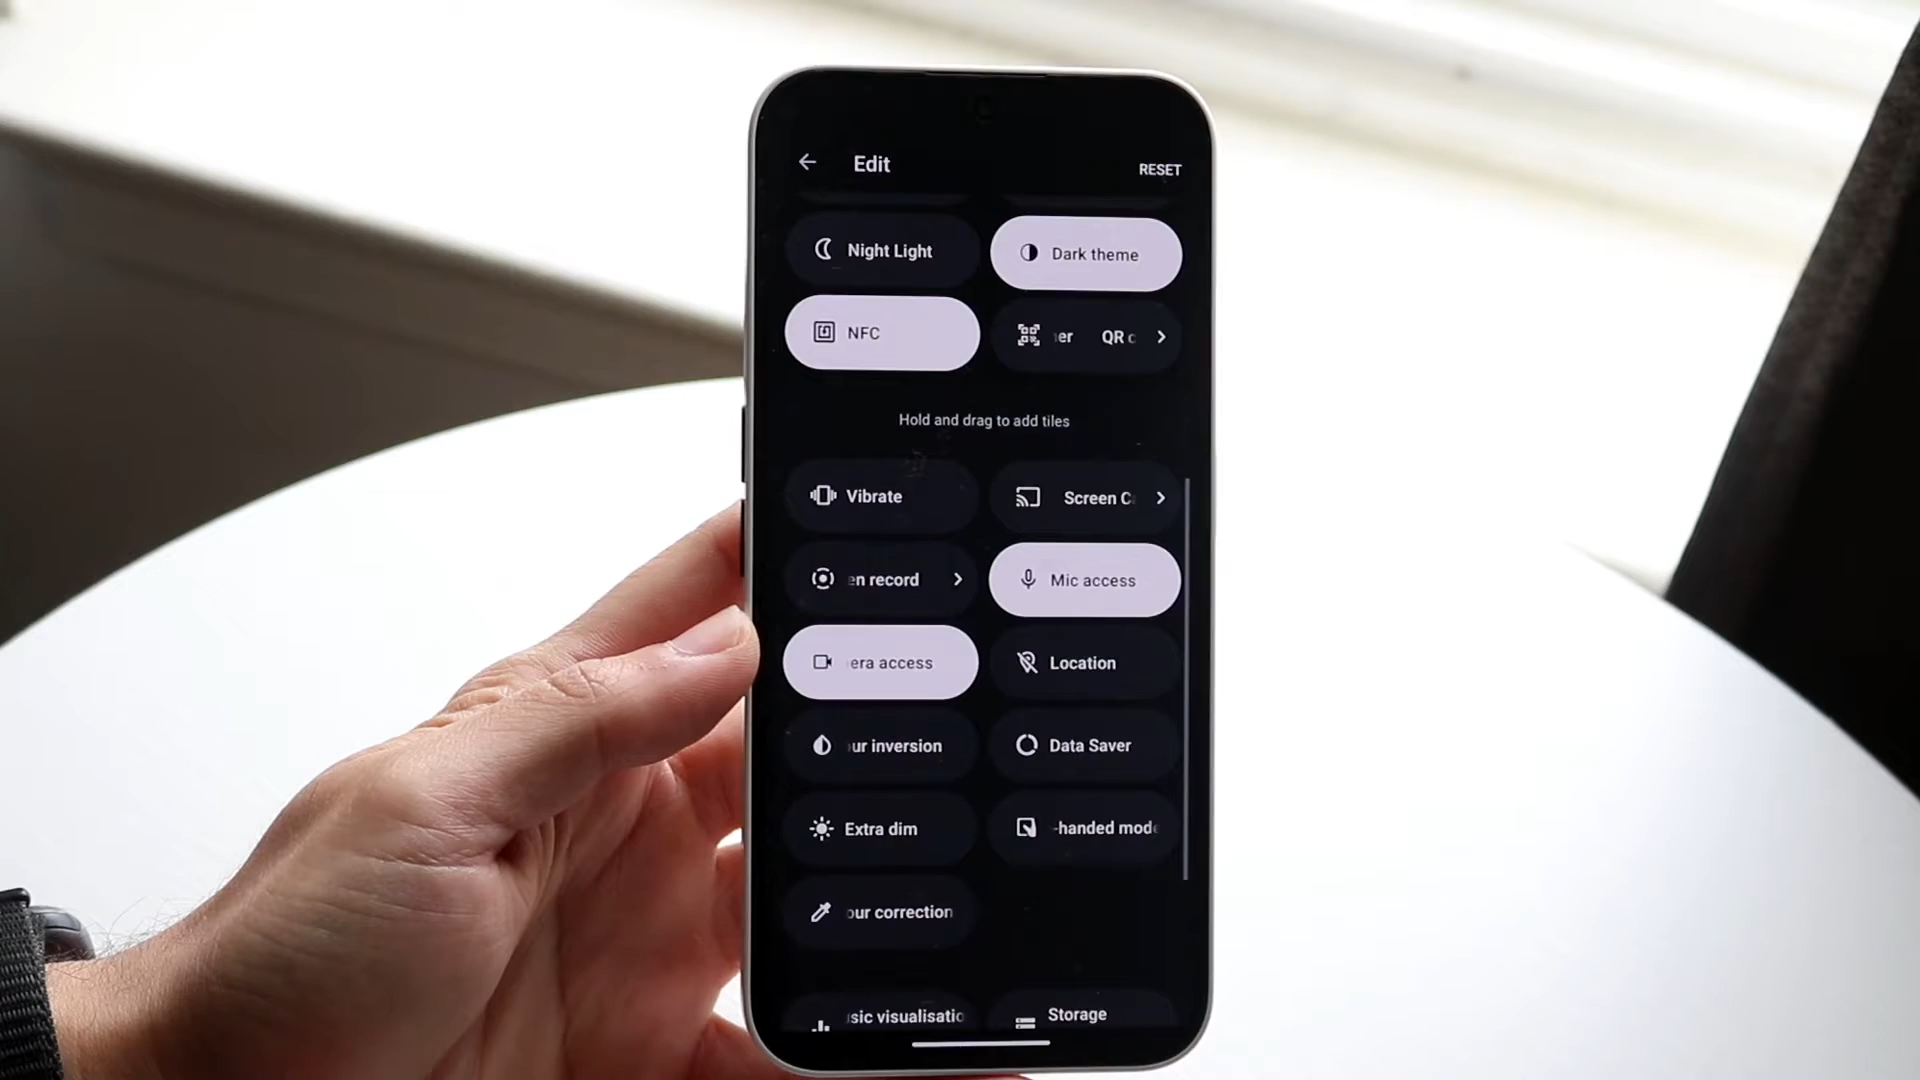 Edit
RESET
Night Light
Dark theme
NFC
er QR c
Hold and drag to add tiles
Vibrate
Screen C
en record
Mic access
era access
Location
ur inversion
Data Saver
Extra dim
-handed mode
our correction
sic visualisatio
Storage